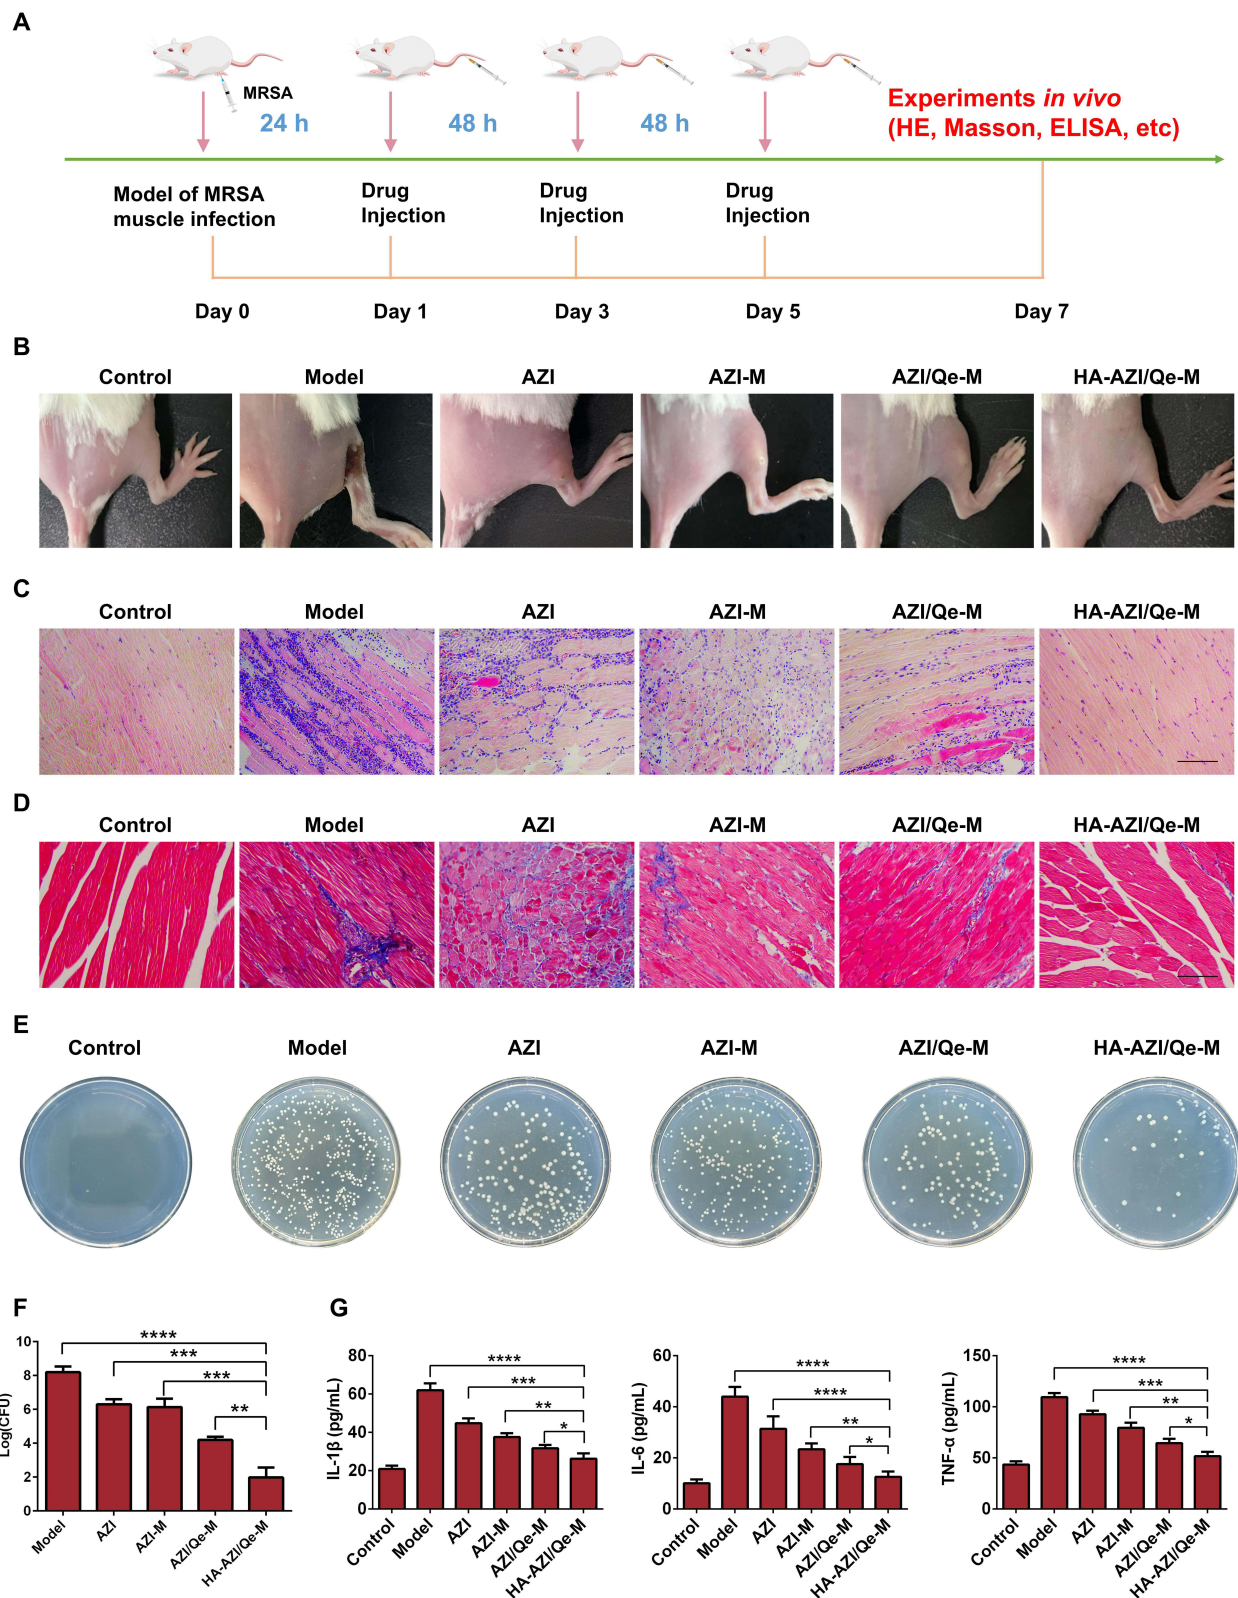 A
MRSA
24 h
48 h
48 h
Experiments in vivo
(HE, Masson, ELISA, etc)
Model of MRSA
muscle infection
Drug
Injection
Drug
Injection
Drug
Injection
Day 0
Day 1
Day 3
Day 5
Day 7
B
Control
Model
AZI
AZI-M
AZI/Qe-M
HA-AZI/Qe-M
C
Control
Model
AZI
AZI-M
AZI/Qe-M
HA-AZI/Qe-M
D
Control
Model
AZI
AZI-M
AZI/Qe-M
HA-AZI/Qe-M
E
Control
Model
AZI
AZI-M
AZI/Qe-M
HA-AZI/Qe-M
F
Log(CFU)
10
8
6
4
2
0
****
***
***
**
Model
AZI
AZI-M
AZI/Qe-M
HA-AZI/Qe-M
G
IL-1β (pg/mL)
80
60
40
20
0
****
***
**
*
Control
Model
AZI
AZI-M
AZI/Qe-M
HA-AZI/Qe-M
IL-6 (pg/mL)
60
40
20
0
****
****
**
*
Control
Model
AZI
AZI-M
AZI/Qe-M
HA-AZI/Qe-M
TNF-α (pg/mL)
150
100
50
0
****
***
**
*
Control
Model
AZI
AZI-M
AZI/Qe-M
HA-AZI/Qe-M